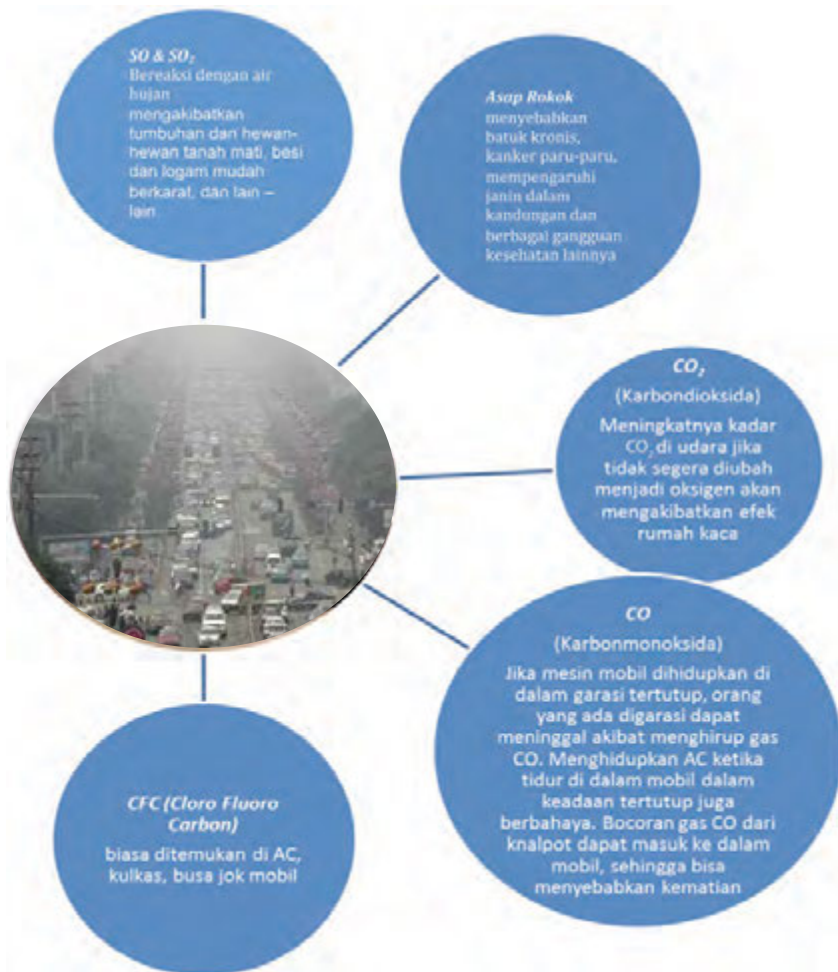 SO & SO₂
Bereaksi dengan air
hujan
mengakibatkan
tumbuhan dan hewan-
hewan tanah mati, besi
dan logam mudah
berkarat, dan lain –
lain
Asap Rokok
menyebabkan
batuk kronis,
kanker paru-paru,
mempengaruhi
janin dalam
kandungan dan
berbagai gangguan
kesehatan lainnya
CO₂
(Karbondioksida)
Meningkatnya kadar
CO₂ di udara jika
tidak segera diubah
menjadi oksigen akan
mengakibatkan efek
rumah kaca
CO
(Karbonmonoksida)
Jika mesin mobil dihidupkan di
dalam garasi tertutup, orang
yang ada digarasi dapat
meninggal akibat menghirup gas
CO. Menghidupkan AC ketika
tidur di dalam mobil dalam
keadaan tertutup juga
berbahaya. Bocoran gas CO dari
knalpot dapat masuk ke dalam
mobil, sehingga bisa
menyebabkan kematian
CFC (Cloro Fluoro
Carbon)
biasa ditemukan di AC,
kulkas, busa jok mobil